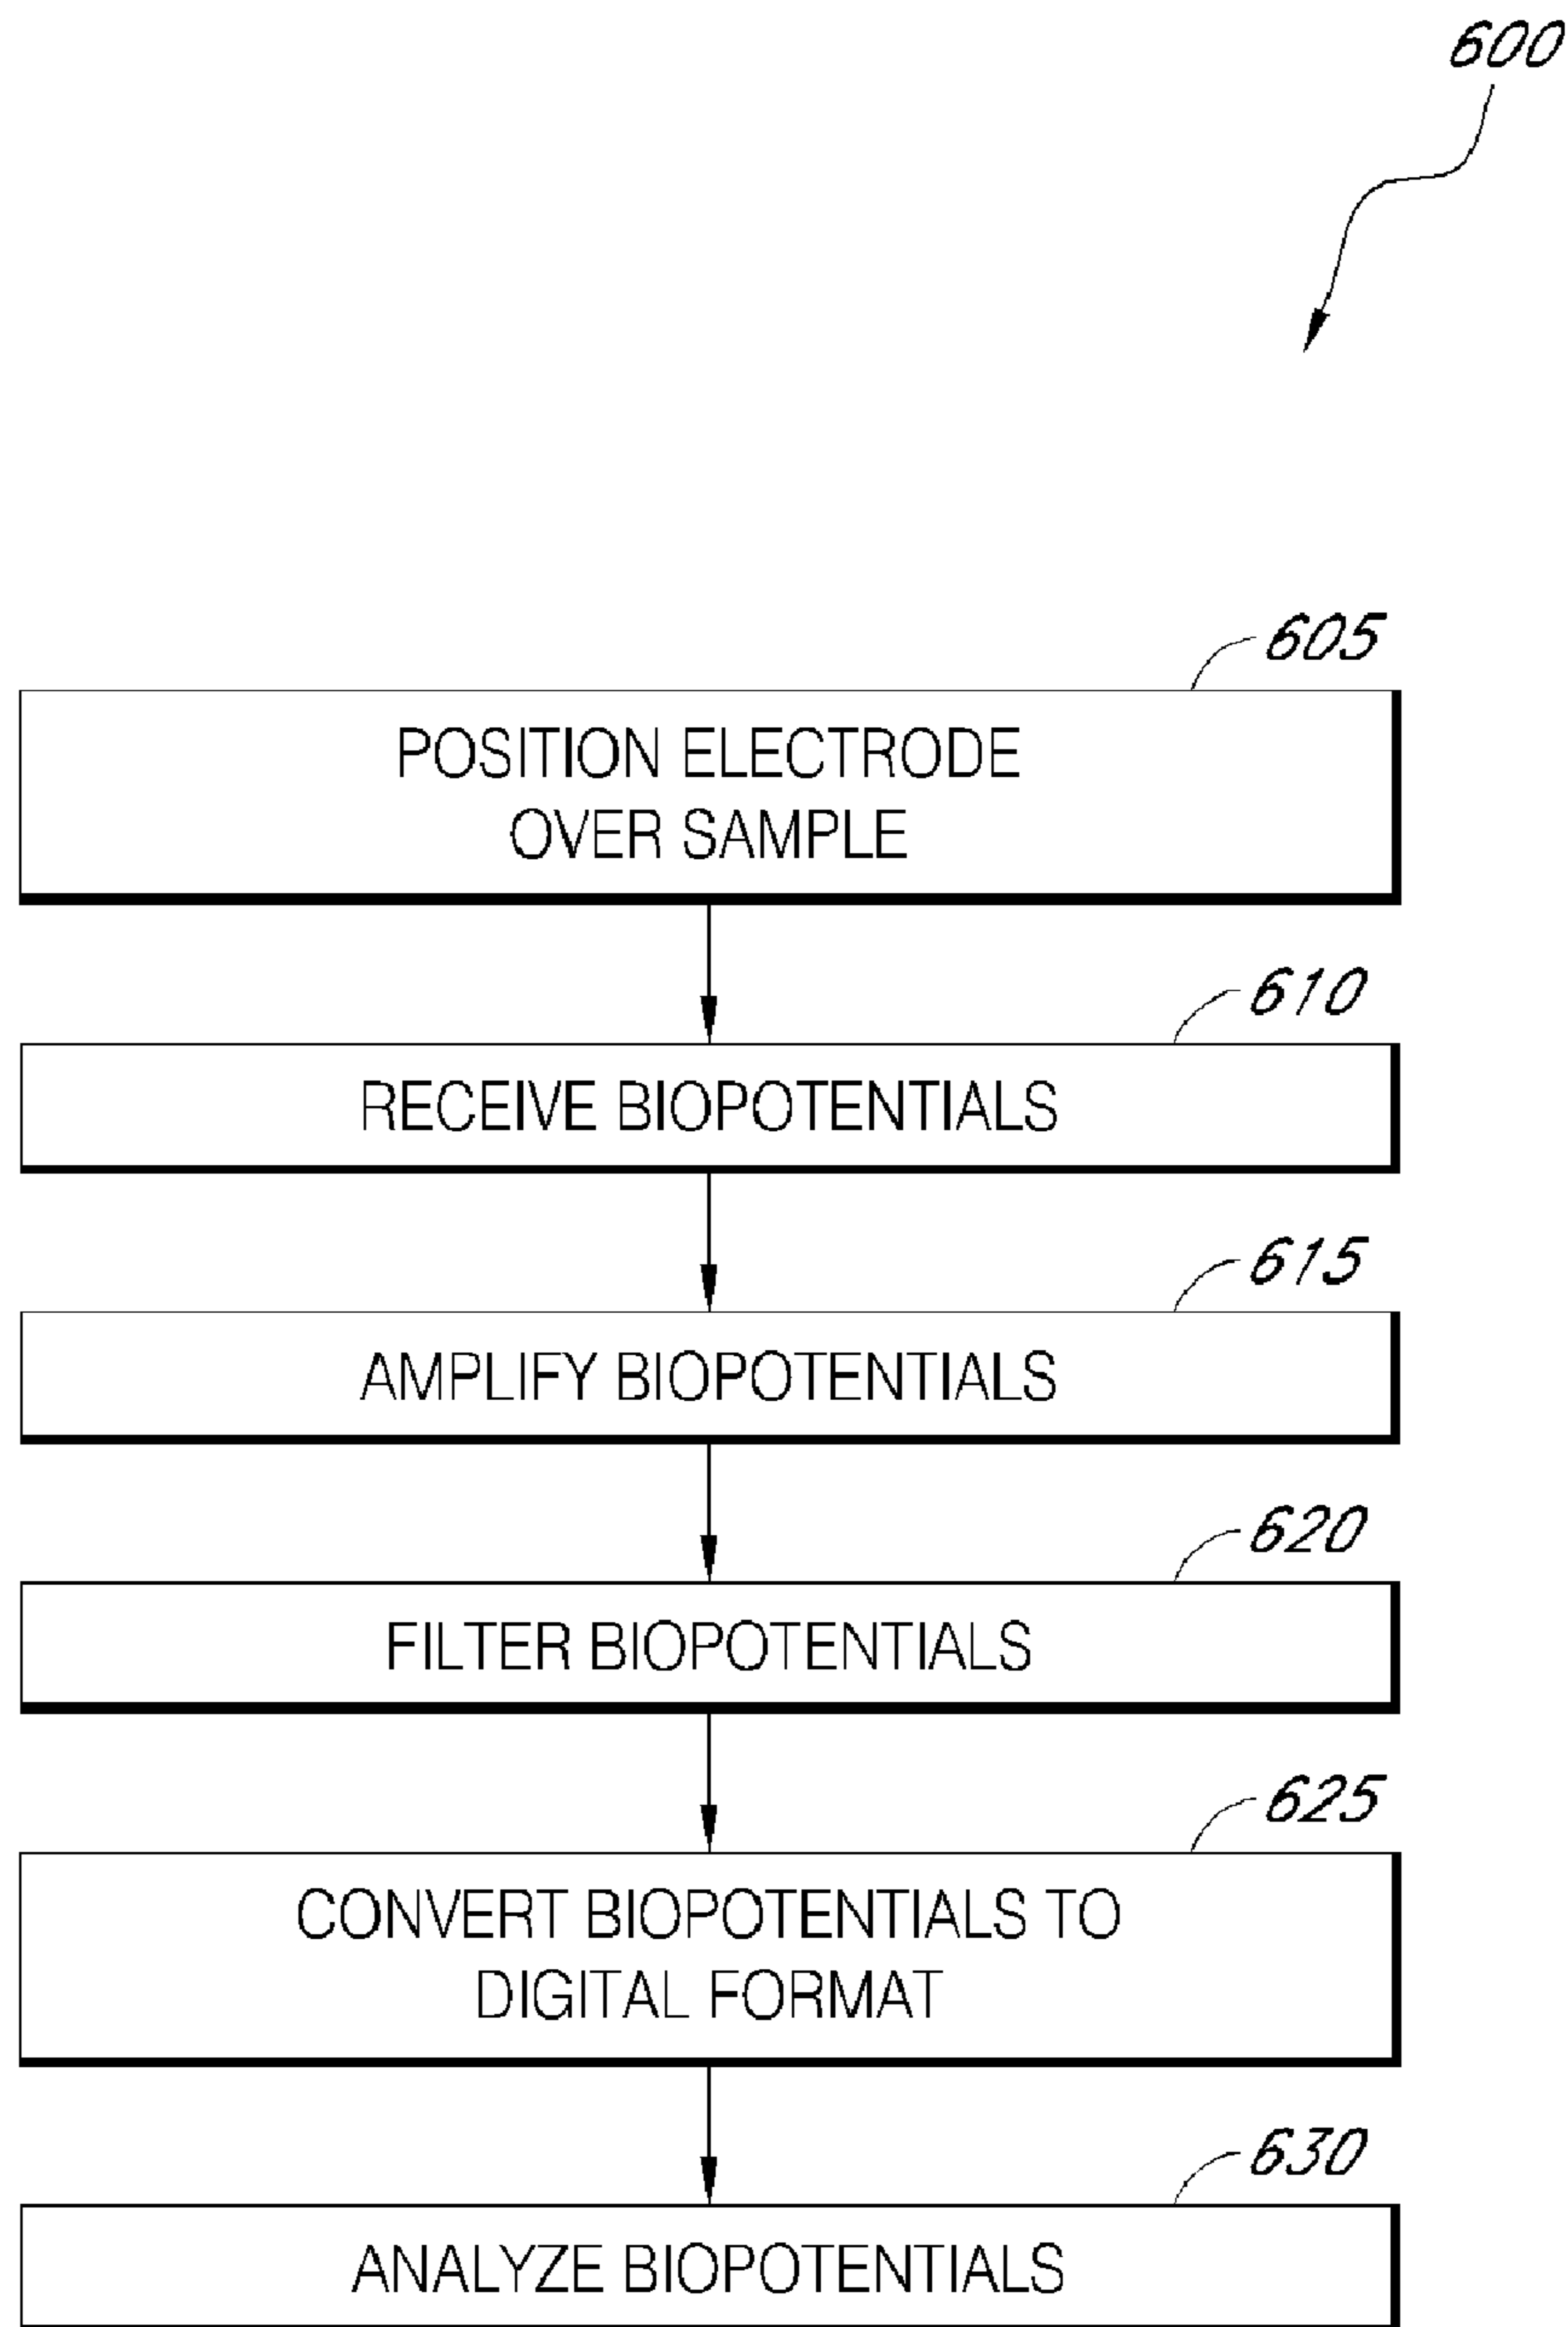 600
605
POSITION ELECTRODE
OVER SAMPLE
610
RECEIVE BIOPOTENTIALS
615
AMPLIFY BIOPOTENTIALS
620
FILTER BIOPOTENTIALS
625
CONVERT BIOPOTENTIALS TO
DIGITAL FORMAT
630
ANALYZE BIOPOTENTIALS